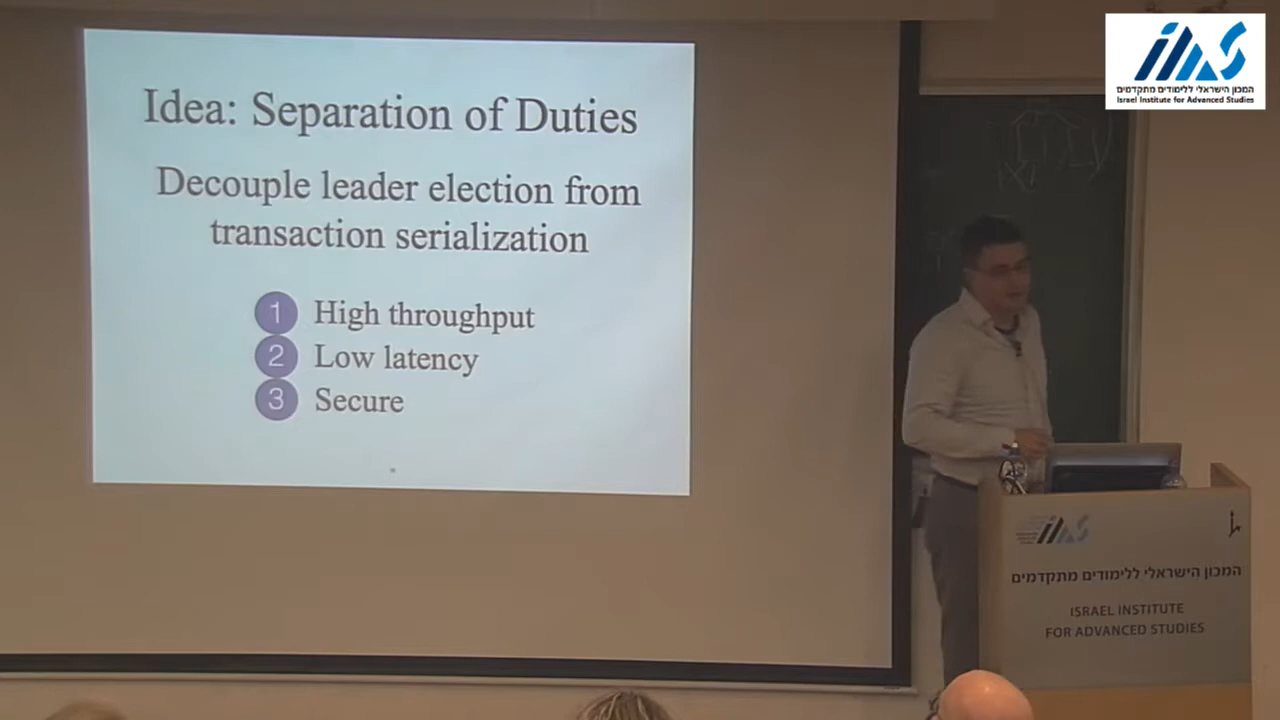 Idea: Separation of Duties
Decouple leader election from
transaction serialization
1 High throughput
2 Low latency
3 Secure
המכון הישראלי ללימודים מתקדמים
Israel Institute for Advanced Studies
המכון הישראלי ללימודים מתקדמים
ISRAEL INSTITUTE
FOR ADVANCED STUDIES